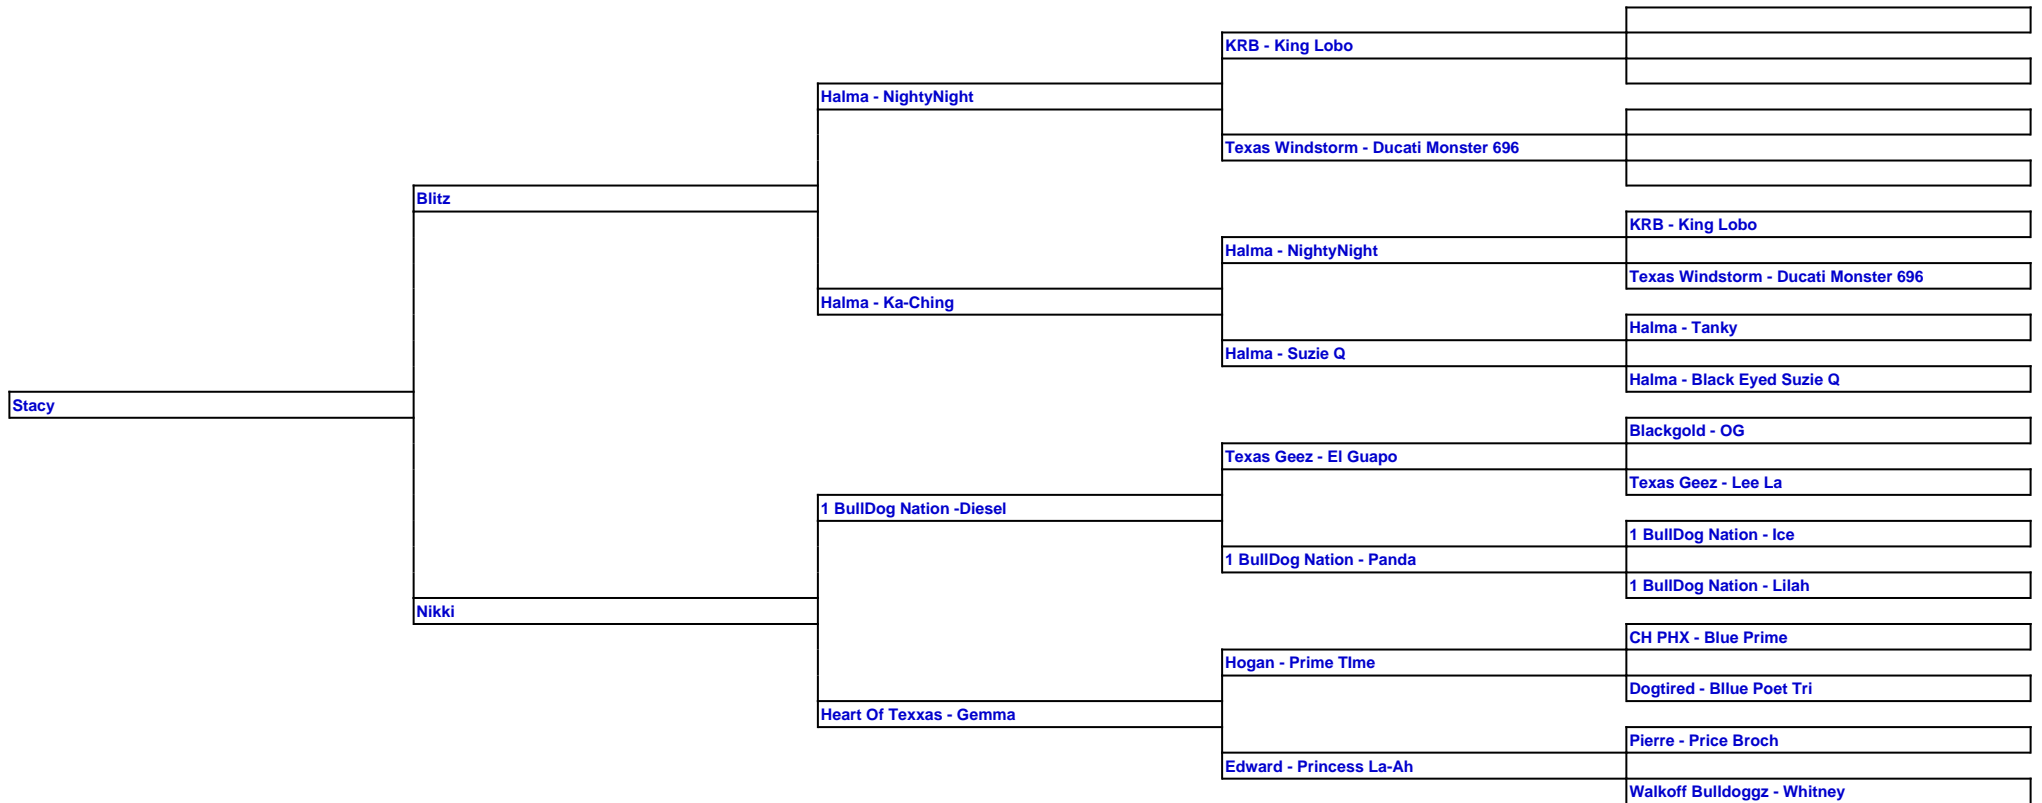 KRB - King Lobo
Halma - NightyNight
Texas Windstorm - Ducati Monster 696
Blitz
KRB - King Lobo
Halma - NightyNight
Texas Windstorm - Ducati Monster 696
Halma - Ka-Ching
Halma - Tanky
Halma - Suzie Q
Halma - Black Eyed Suzie Q
Stacy
Blackgold - OG
Texas Geez - El Guapo
Texas Geez - Lee La
1 BullDog Nation -Diesel
1 BullDog Nation - Ice
1 BullDog Nation - Panda
1 BullDog Nation - Lilah
Nikki
CH PHX - Blue Prime
Hogan - Prime TIme
Dogtired - Bllue Poet Tri
Heart Of Texxas - Gemma
Pierre - Price Broch
Edward - Princess La-Ah
Walkoff Bulldoggz - Whitney